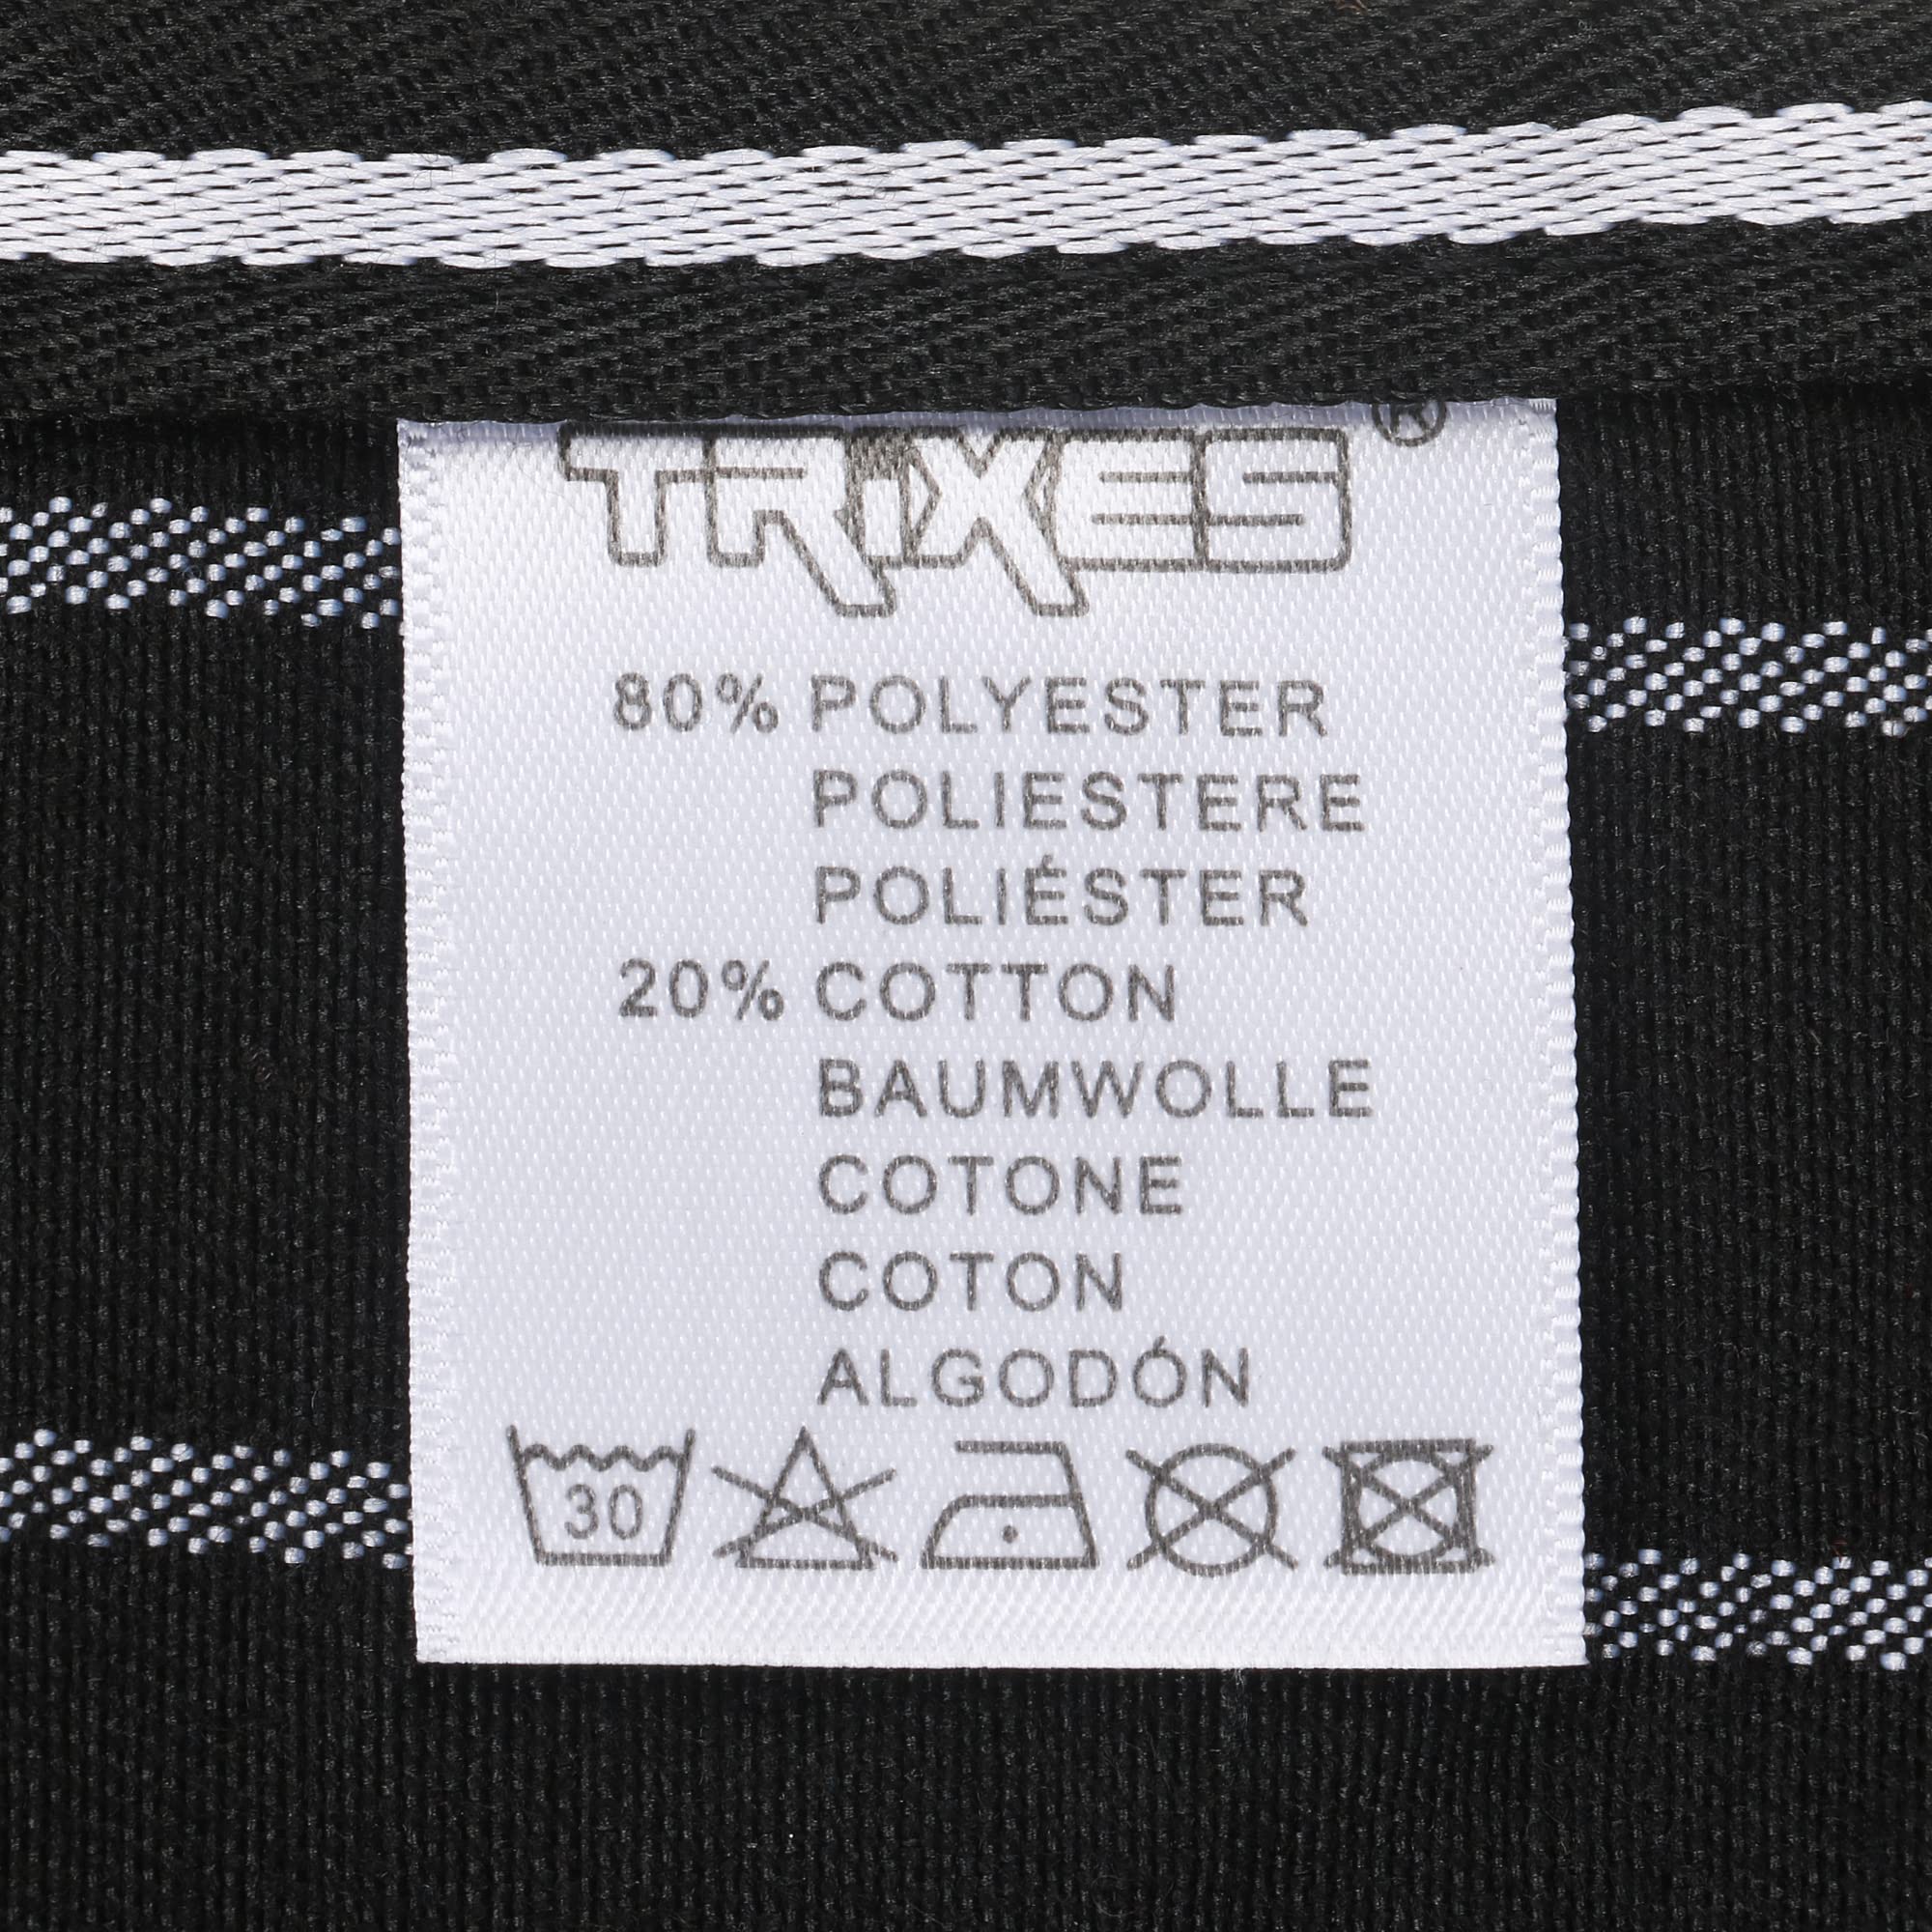 TRiXES®
80% POLYESTER
POLIESTERE
POLIÉSTER
20% COTTON
BAUMWOLLE
COTONE
COTON
ALGODÓN
30